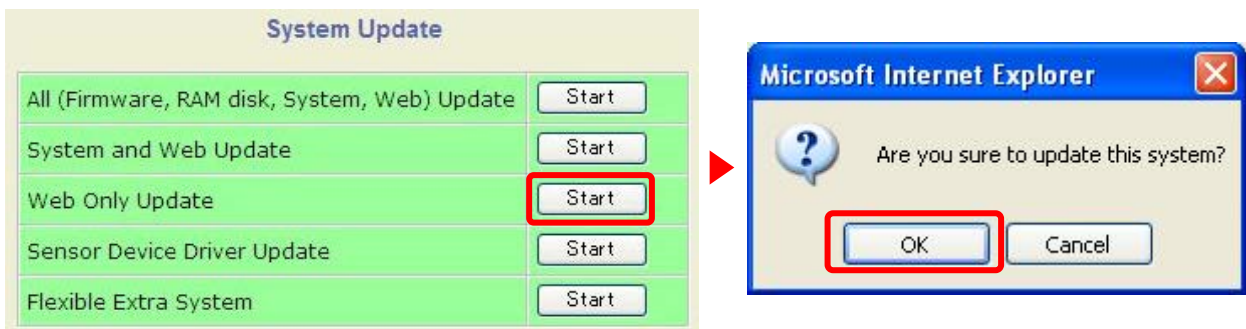 System Update
All (Firmware, RAM disk, System, Web) Update Start
System and Web Update Start
Web Only Update Start
Sensor Device Driver Update Start
Flexible Extra System Start
Microsoft Internet Explorer
Are you sure to update this system?
OK Cancel